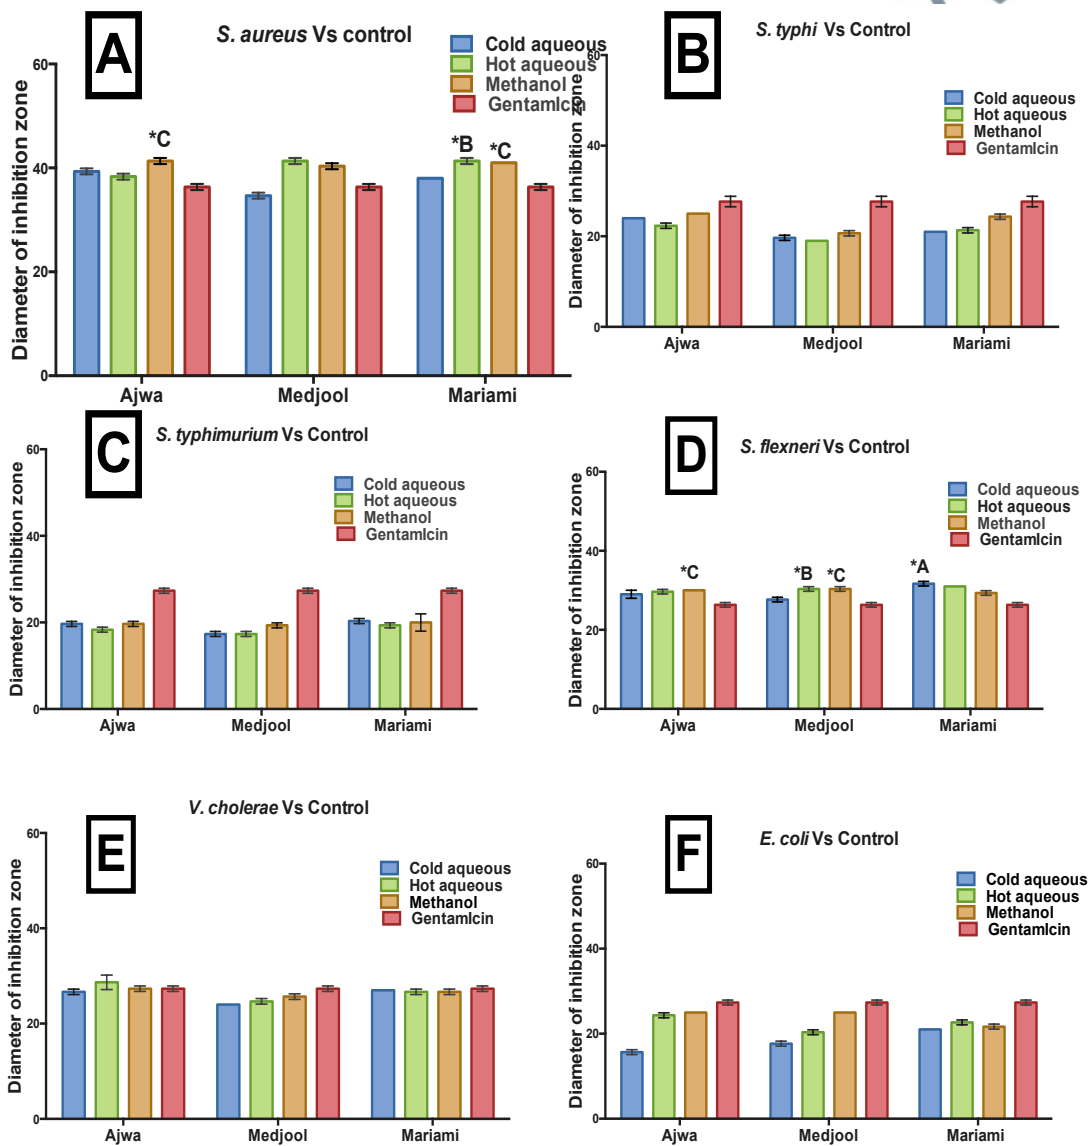 A
S. aureus Vs control
Cold aqueous
Hot aqueous
Methanol
GentamIcin
Diameter of inhibition zone
60
40
20
0
*C
*B
*C
Ajwa
Medjool
Mariami
B
S. typhi Vs Control
Cold aqueous
Hot aqueous
Methanol
GentamIcin
Diameter of inhibition zone
60
40
20
0
Ajwa
Medjool
Mariami
C
S. typhimurium Vs Control
Cold aqueous
Hot aqueous
Methanol
GentamIcin
Diameter of inhibition zone
60
40
20
0
Ajwa
Medjool
Mariami
D
S. flexneri Vs Control
Cold aqueous
Hot aqueous
Methanol
GentamIcin
Diameter of inhibition zone
60
40
20
0
*C
*B
*C
*A
Ajwa
Medjool
Mariami
E
V. cholerae Vs Control
Cold aqueous
Hot aqueous
Methanol
GentamIcin
Diameter of inhibition zone
60
40
20
0
Ajwa
Medjool
Mariami
F
E. coli Vs Control
Cold aqueous
Hot aqueous
Methanol
GentamIcin
Diameter of inhibition zone
60
40
20
0
Ajwa
Medjool
Mariami